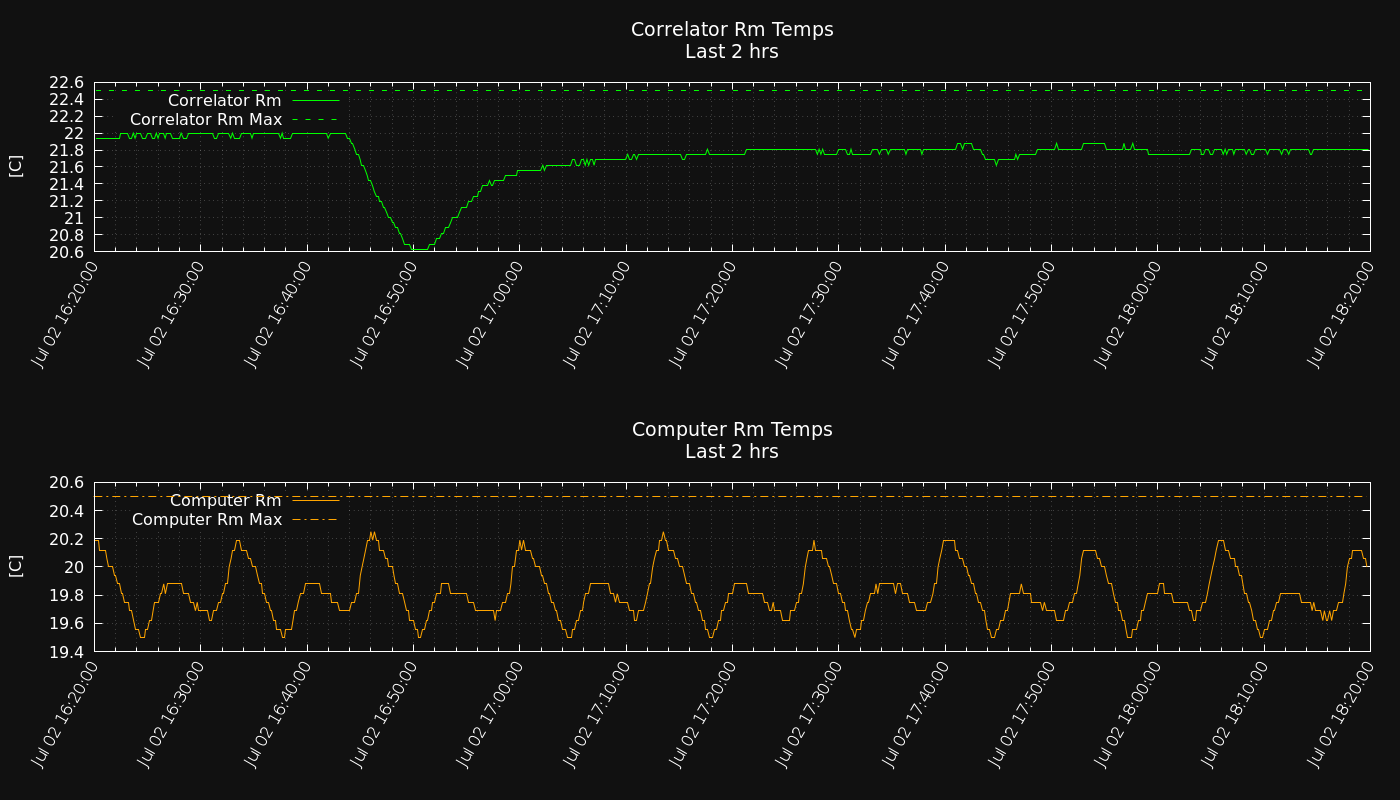 Correlator Rm Temps
Last 2 hrs
22.6
22.4
22.2
22
21.8
21.6
21.4
21.2
21
20.8
20.6
[C]
Correlator Rm
Correlator Rm Max
Jul 02 16:20:00
Jul 02 16:30:00
Jul 02 16:40:00
Jul 02 16:50:00
Jul 02 17:00:00
Jul 02 17:10:00
Jul 02 17:20:00
Jul 02 17:30:00
Jul 02 17:40:00
Jul 02 17:50:00
Jul 02 18:00:00
Jul 02 18:10:00
Jul 02 18:20:00
Computer Rm Temps
Last 2 hrs
20.6
20.4
20.2
20
19.8
19.6
19.4
[C]
Computer Rm
Computer Rm Max
Jul 02 16:20:00
Jul 02 16:30:00
Jul 02 16:40:00
Jul 02 16:50:00
Jul 02 17:00:00
Jul 02 17:10:00
Jul 02 17:20:00
Jul 02 17:30:00
Jul 02 17:40:00
Jul 02 17:50:00
Jul 02 18:00:00
Jul 02 18:10:00
Jul 02 18:20:00